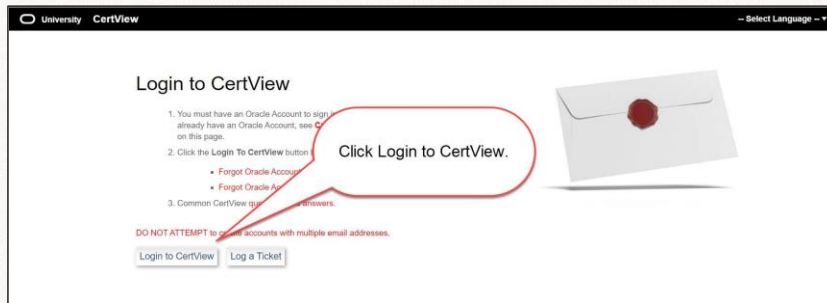 University CertView
-- Select Language --
Login to CertView
1. You must have an Oracle Account to sign in
already have an Oracle Account, see
on this page.
2. Click the Login To CertView button
Click Login to CertView.
Forgot Oracle Account
Forgot Oracle
3. Common CertView answers.
DO NOT ATTEMPT to accounts with multiple email addresses.
Login to CertView Log a Ticket